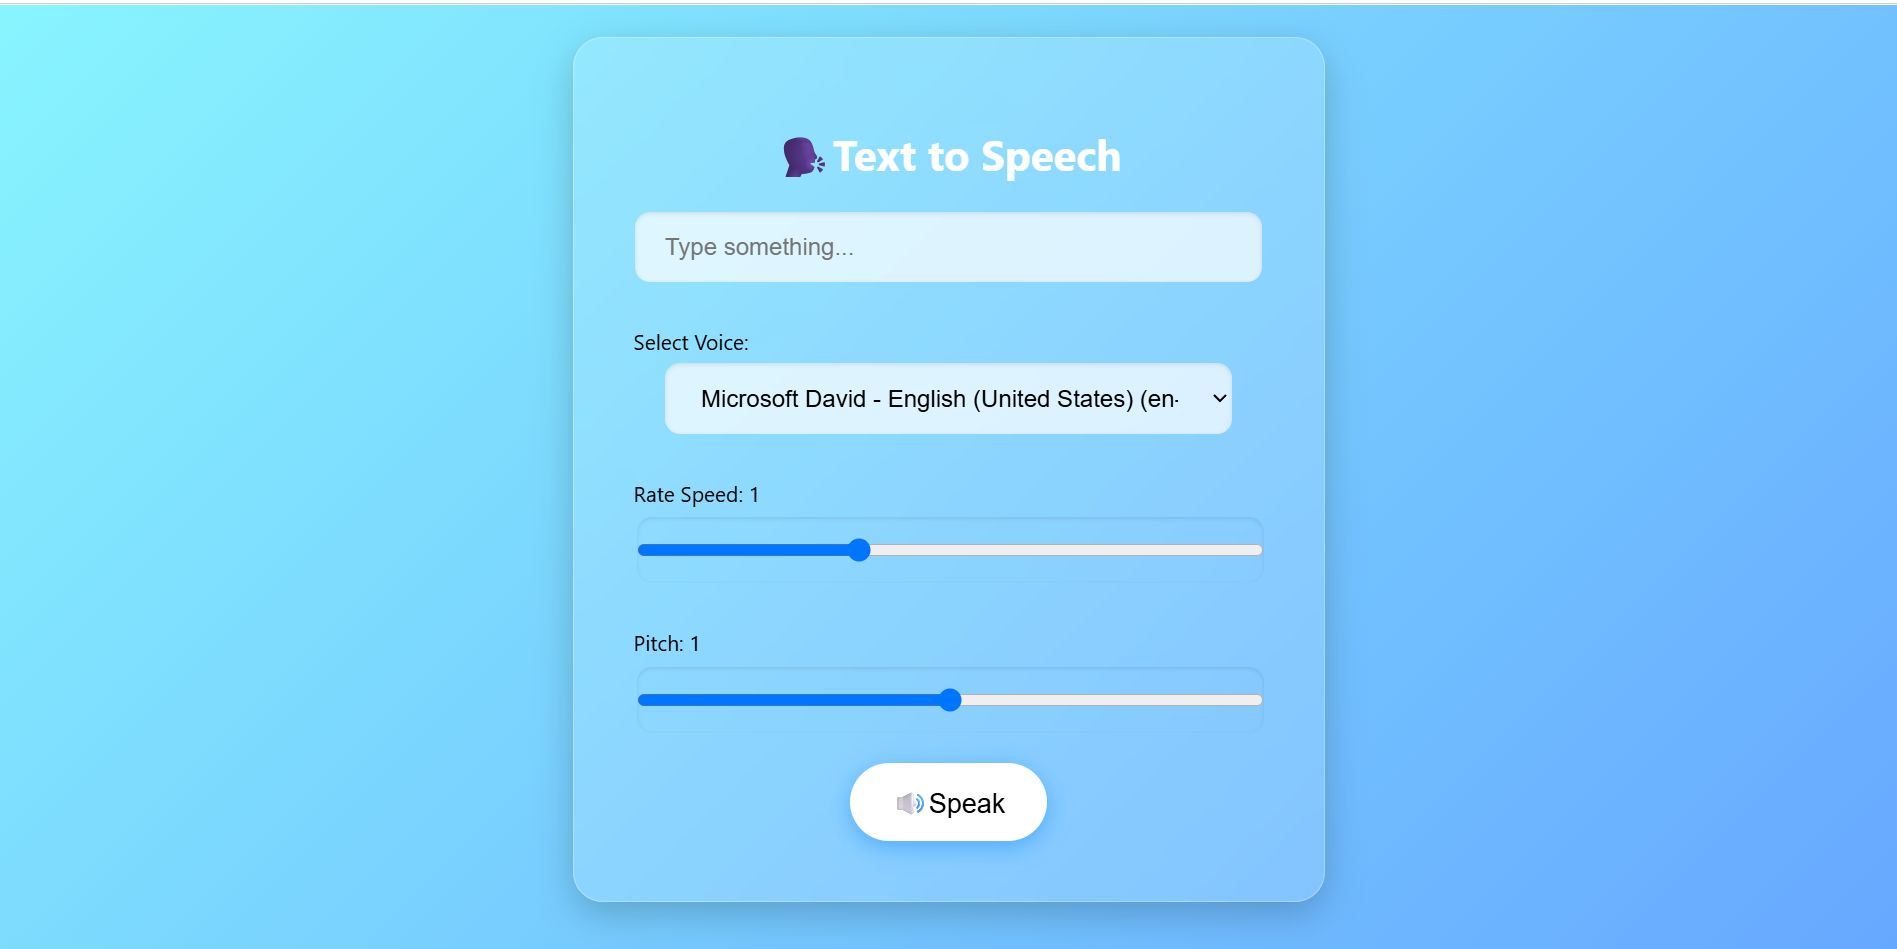 🗣️Text to Speech
Type something...
Select Voice:
Microsoft David - English (United States) (en-
Rate Speed: 1
Pitch: 1
🔊Speak